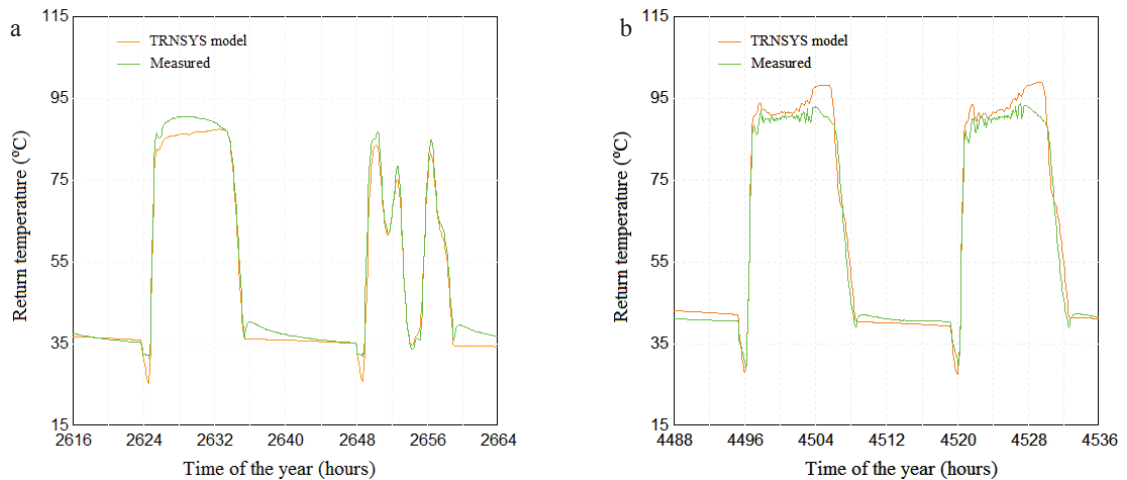 a
TRNSYS model
Measured
Return temperature (ºC)
115
95
75
55
35
15
2616 2624 2632 2640 2648 2656 2664
Time of the year (hours)
b
TRNSYS model
Measured
Return temperature (ºC)
115
95
75
55
35
15
4488 4496 4504 4512 4520 4528 4536
Time of the year (hours)